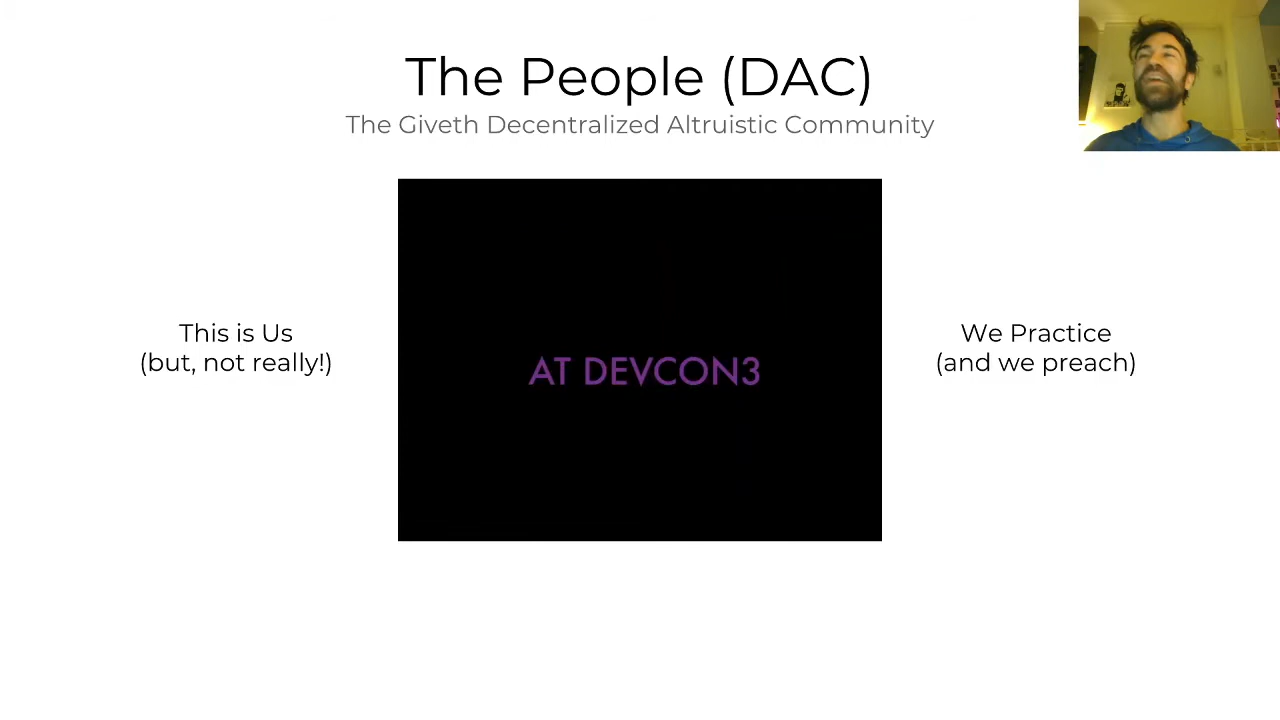 The People (DAC)
The Giveth Decentralized Altruistic Community
This is Us
(but, not really!)
AT DEVCON3
We Practice
(and we preach)